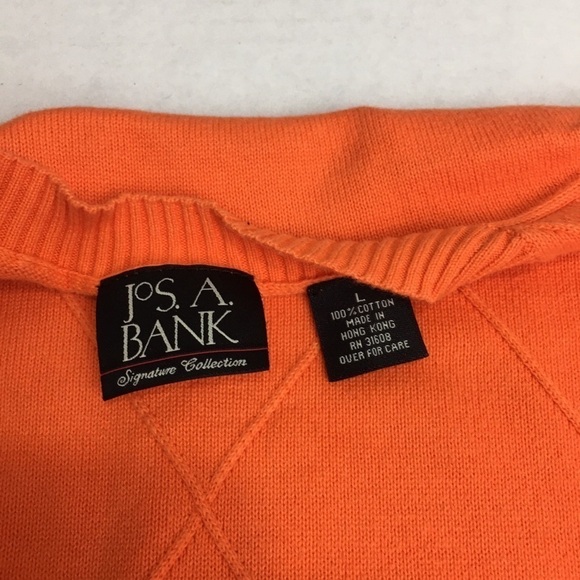 JOS. A.
BANK
Signature Collection
L
100% COTTON
MADE IN
HONG KONG
RN 31608
OVER FOR CARE